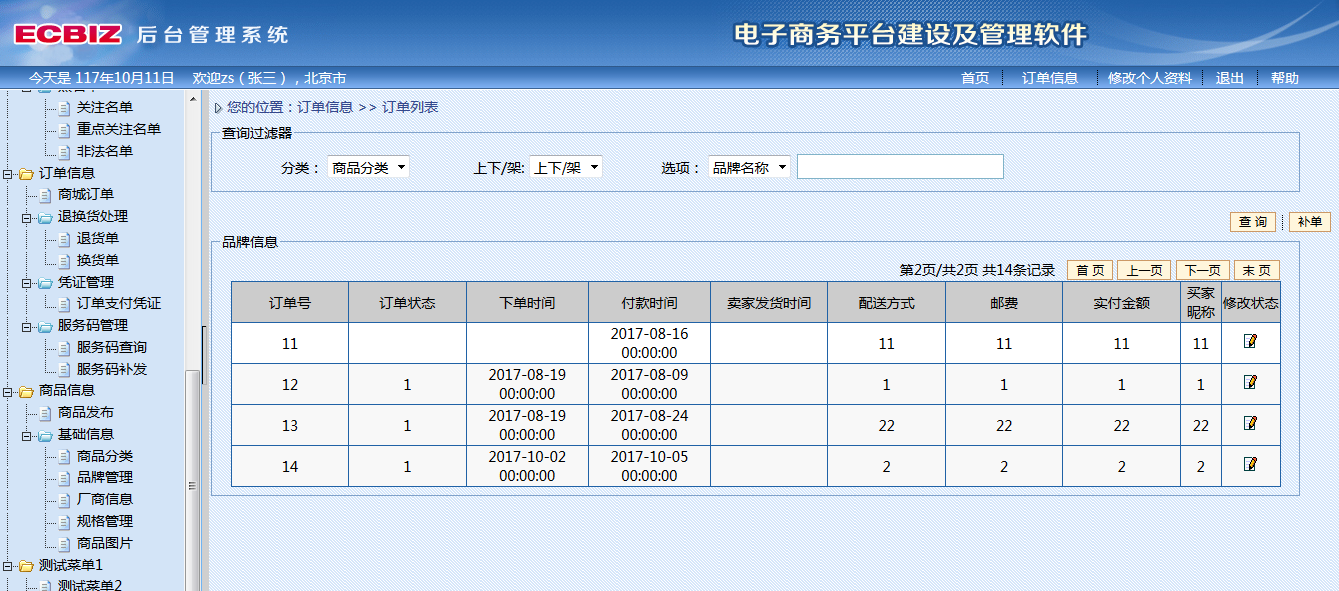 ECBIZ 后台管理系统
电子商务平台建设及管理软件
今天是 117年10月11日 欢迎zs（张三），北京市
首页 订单信息 修改个人资料 退出 帮助
关注名单
重点关注名单
非法名单
订单信息
商城订单
退换货处理
退货单
换货单
凭证管理
订单支付凭证
服务码管理
服务码查询
服务码补发
商品信息
商品发布
基础信息
商品分类
品牌管理
厂商信息
规格管理
商品图片
测试菜单1
测试菜单2
您的位置：订单信息 >> 订单列表
查询过滤器
分类： 商品分类 上下/架: 上下/架 选项： 品牌名称
查 询 补单
品牌信息
第2页/共2页 共14条记录 首 页 上一页 下一页 末 页
订单号 订单状态 下单时间 付款时间 卖家发货时间 配送方式 邮费 实付金额 买家昵称 修改状态
11 2017-08-16 00:00:00 11 11 11 11
12 1 2017-08-19 00:00:00 2017-08-09 00:00:00 1 1 1 1
13 1 2017-08-19 00:00:00 2017-08-24 00:00:00 22 22 22 22
14 1 2017-10-02 00:00:00 2017-10-05 00:00:00 2 2 2 2